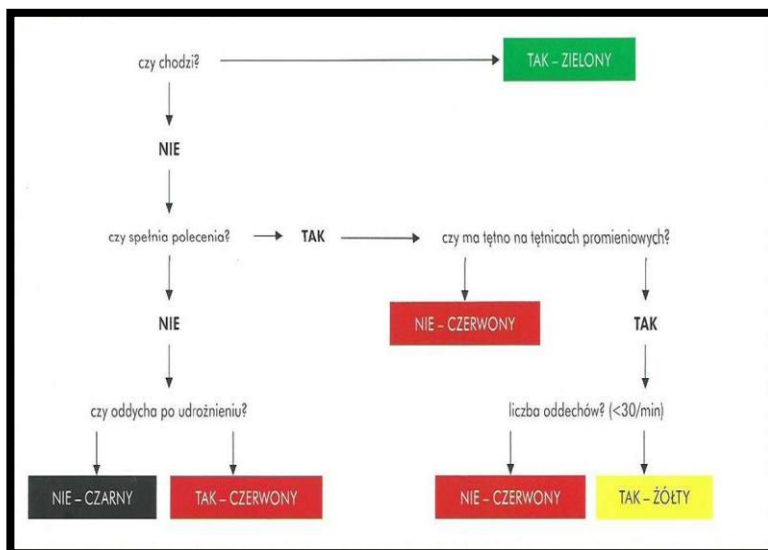 czy chodzi?
TAK – ZIELONY
NIE
czy spełnia polecenia?
TAK
czy ma tętno na tętnicach promieniowych?
NIE
NIE – CZERWONY
TAK
czy oddycha po udrożnieniu?
liczba oddechów? (<30/min)
NIE – CZARNY
TAK – CZERWONY
NIE – CZERWONY
TAK – ŻÓŁTY